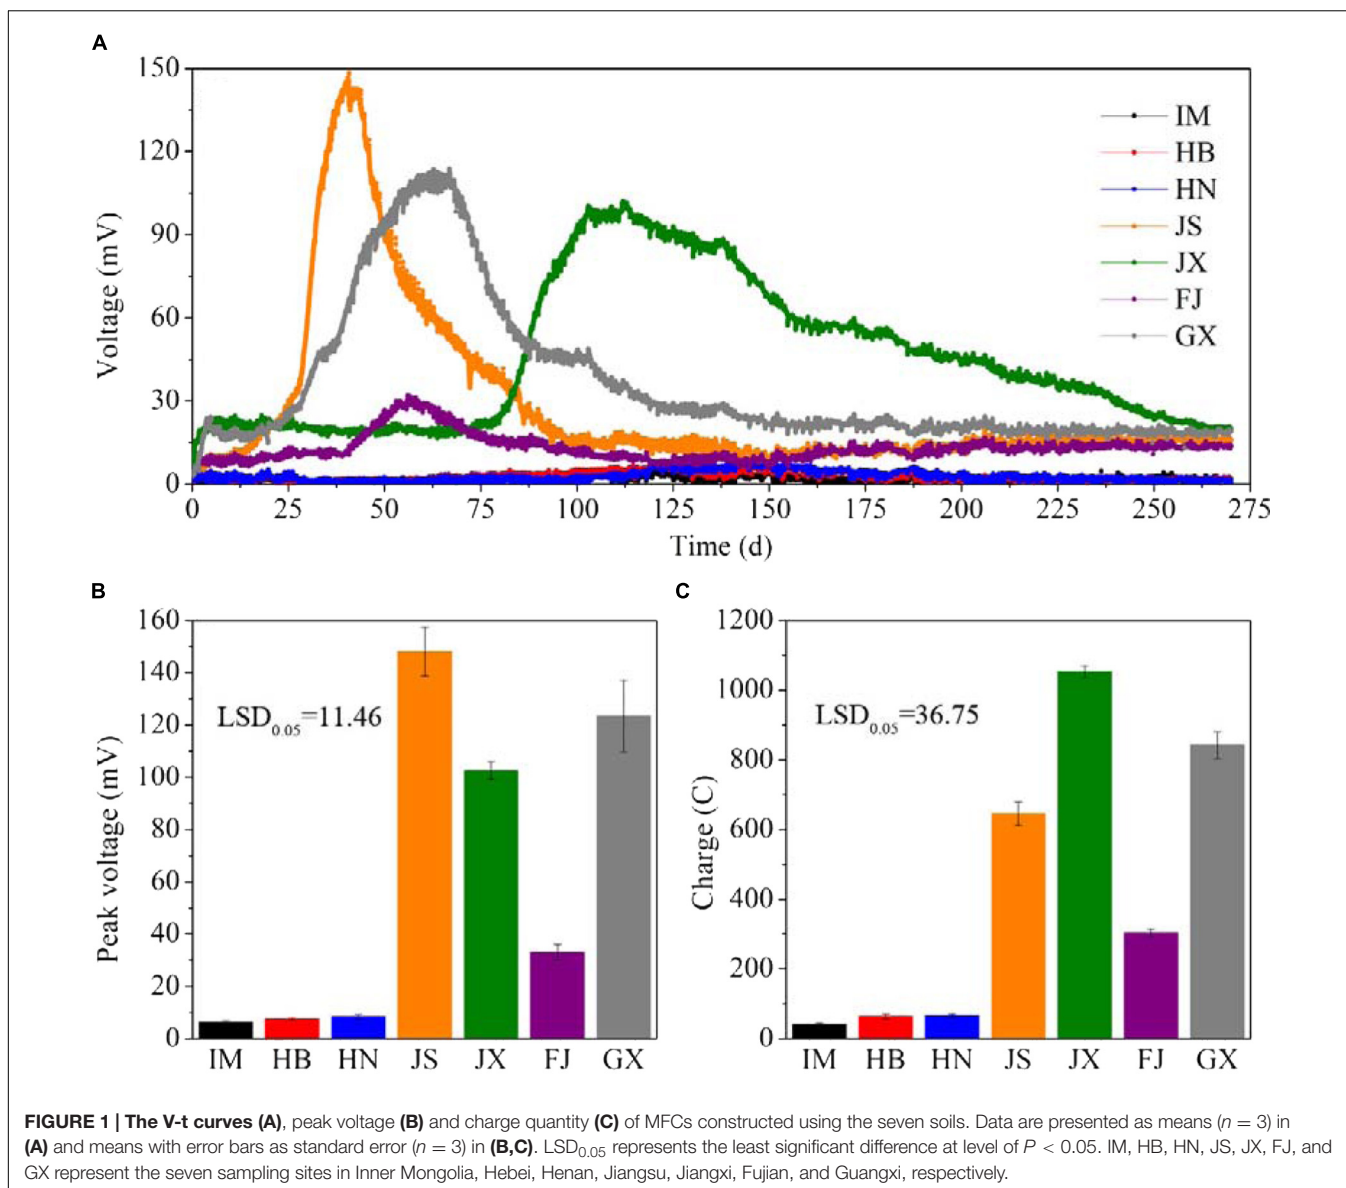 A
150
120
90
60
30
0
Voltage (mV)
0 25 50 75 100 125 150 175 200 225 250 275
Time (d)
IM
HB
HN
JS
JX
FJ
GX
B
160
140
120
100
80
60
40
20
0
Peak voltage (mV)
LSD0.05=11.46
IM HB HN JS JX FJ GX
C
1200
1000
800
600
400
200
0
Charge (C)
LSD0.05=36.75
IM HB HN JS JX FJ GX
FIGURE 1 | The V-t curves (A), peak voltage (B) and charge quantity (C) of MFCs constructed using the seven soils. Data are presented as means (n = 3) in
(A) and means with error bars as standard error (n = 3) in (B,C). LSD0.05 represents the least significant difference at level of P < 0.05. IM, HB, HN, JS, JX, FJ, and
GX represent the seven sampling sites in Inner Mongolia, Hebei, Henan, Jiangsu, Jiangxi, Fujian, and Guangxi, respectively.